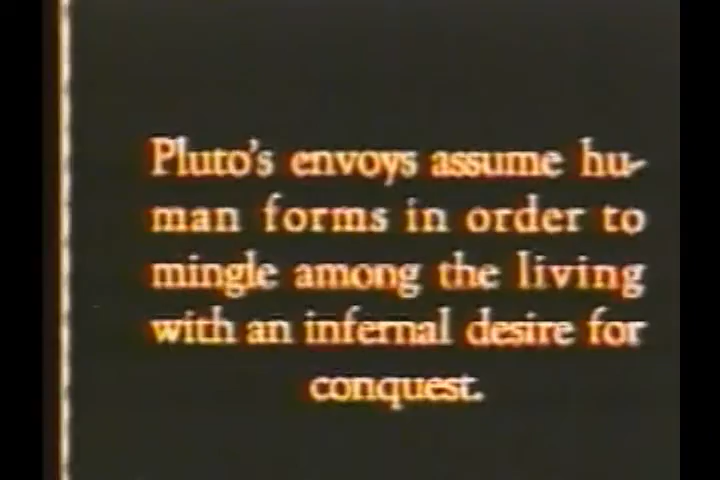 Pluto's envoys assume hu-
man forms in order to
mingle among the living
with an infernal desire for
conquest.